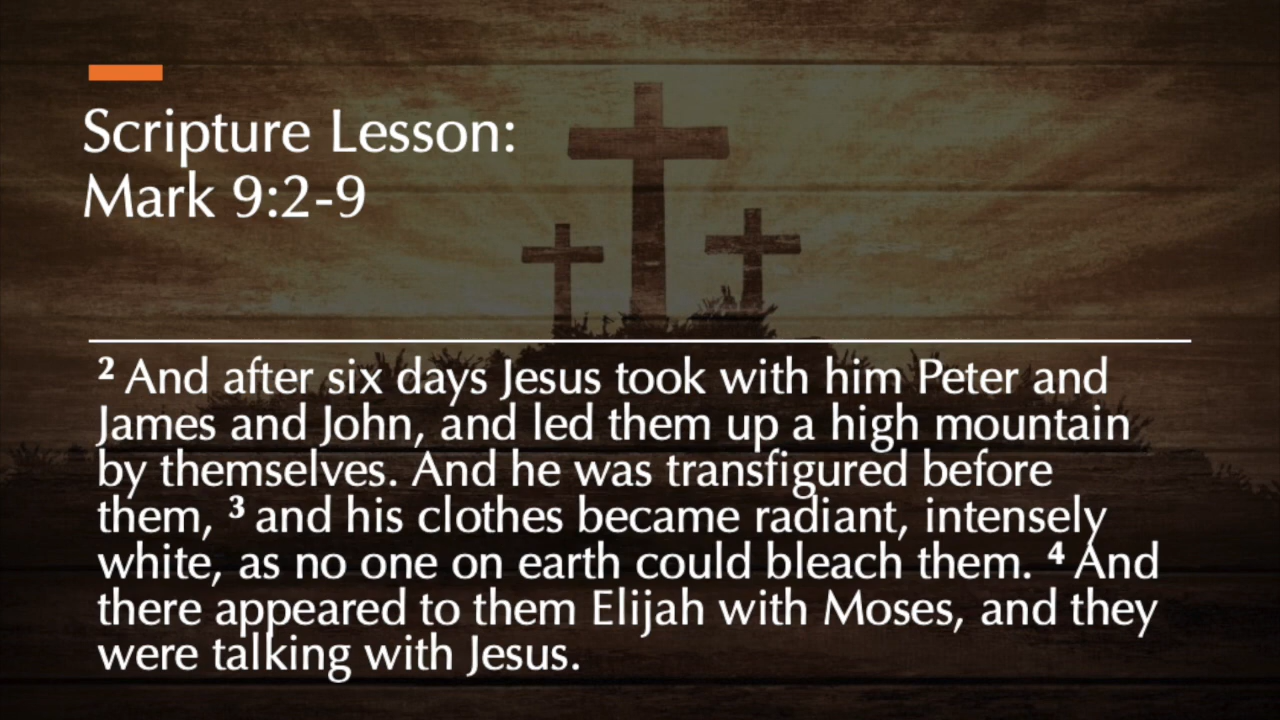 Scripture Lesson:
Mark 9:2-9
² And after six days Jesus took with him Peter and
James and John, and led them up a high mountain
by themselves. And he was transfigured before
them, ³ and his clothes became radiant, intensely
white, as no one on earth could bleach them. ⁴ And
there appeared to them Elijah with Moses, and they
were talking with Jesus.